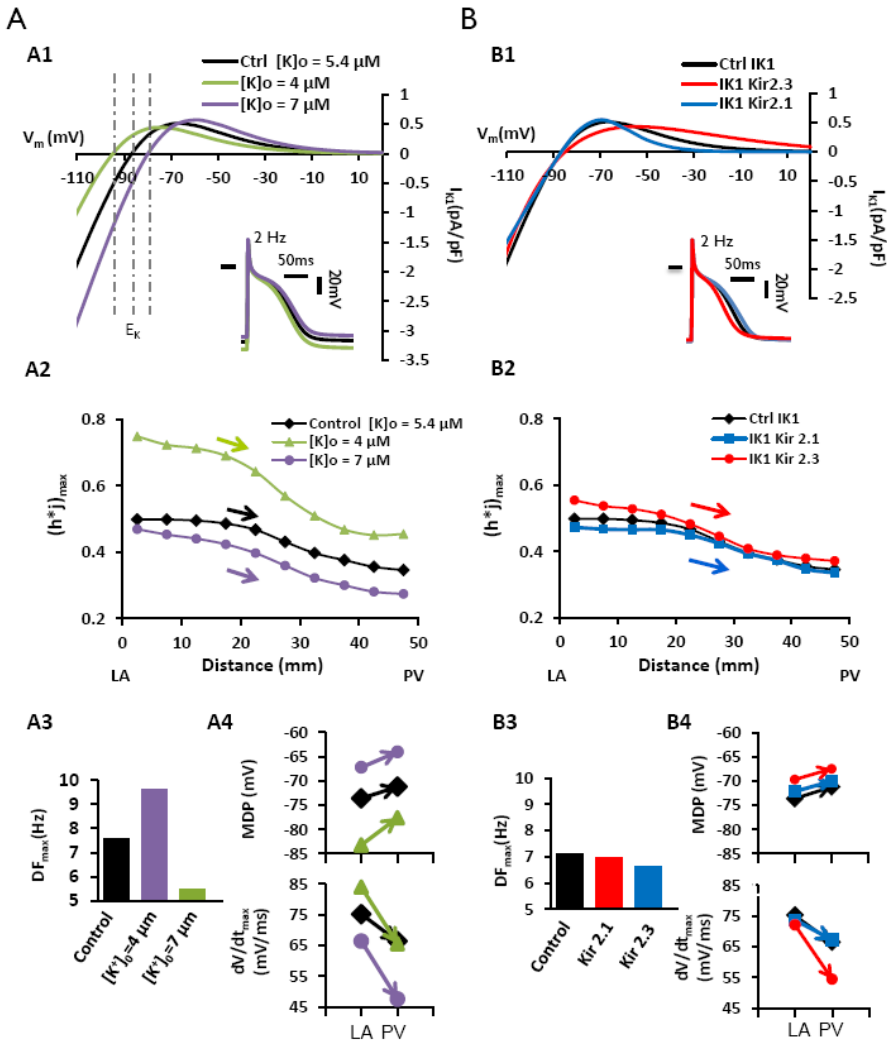 A
A1
Ctrl [K]o = 5.4 µM
[K]o = 4 µM
[K]o = 7 µM
Vm (mV)
-110 -90 -70 -50 -30 -10
1
0.5
0
-0.5
-1
-1.5
-2
-2.5
-3
-3.5
IK1(pA/pF)
2 Hz
50ms
20mV
EK
B
B1
Ctrl IK1
IK1 Kir2.3
IK1 Kir2.1
Vm (mV)
-110 -90 -70 -50 -30 -10
1
0.5
0
-0.5
-1
-1.5
-2
-2.5
IK1(pA/pF)
2 Hz
50ms
20mV
A2
Control [K]o = 5.4 µM
[K]o = 4 µM
[K]o = 7 µM
(h*j)max
0.8
0.6
0.4
0.2
0 10 20 30 40 50
LA Distance (mm) PV
B2
Ctrl IK1
IK1 Kir 2.1
IK1 Kir 2.3
(h*j)max
0.8
0.6
0.4
0.2
0 10 20 30 40 50
LA Distance (mm) PV
A3
DFmax(Hz)
10
9
8
7
6
5
Control
[K+]0=4 µm
[K+]0=7 µm
A4
MDP (mV)
-60
-65
-70
-75
-80
-85
dV/dtmax
(mV/ms)
85
75
65
55
45
LA PV
B3
DFmax(Hz)
10
9
8
7
6
5
Control
Kir 2.1
Kir 2.3
B4
MDP (mV)
-60
-65
-70
-75
-80
-85
dV/dtmax
(mV/ms)
85
75
65
55
45
LA PV